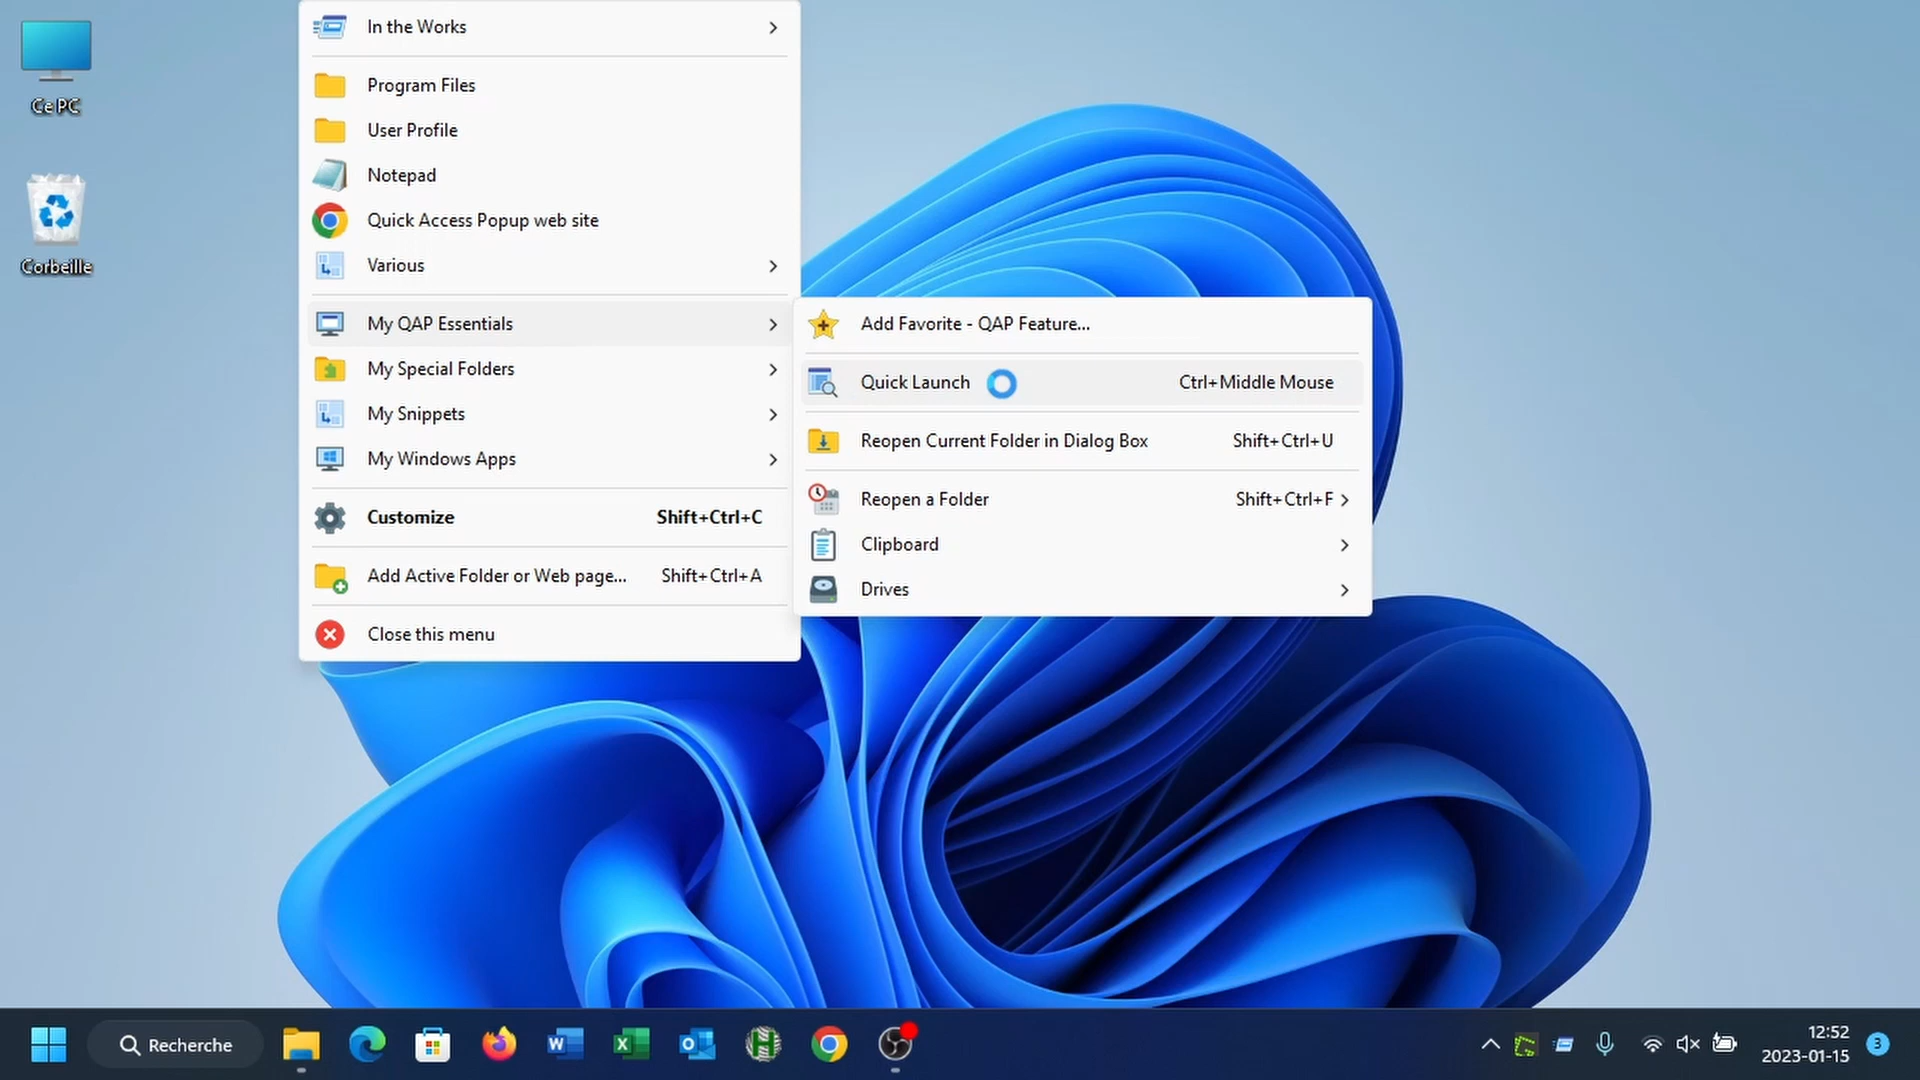 Ce PC
Corbeille
In the Works
Program Files
User Profile
Notepad
Quick Access Popup web site
Various
My QAP Essentials
My Special Folders
My Snippets
My Windows Apps
Customize Shift+Ctrl+C
Add Active Folder or Web page... Shift+Ctrl+A
Close this menu
Add Favorite - QAP Feature...
Quick Launch Ctrl+Middle Mouse
Reopen Current Folder in Dialog Box Shift+Ctrl+U
Reopen a Folder Shift+Ctrl+F
Clipboard
Drives
Recherche
12:52
2023-01-15
3